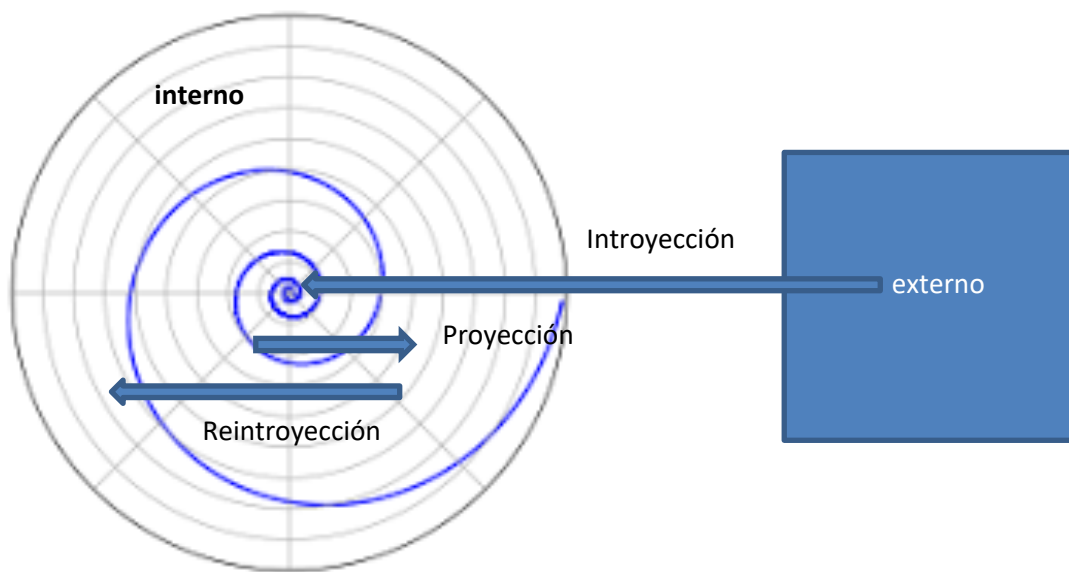 interno
Introyección
externo
Proyección
Reintroyección